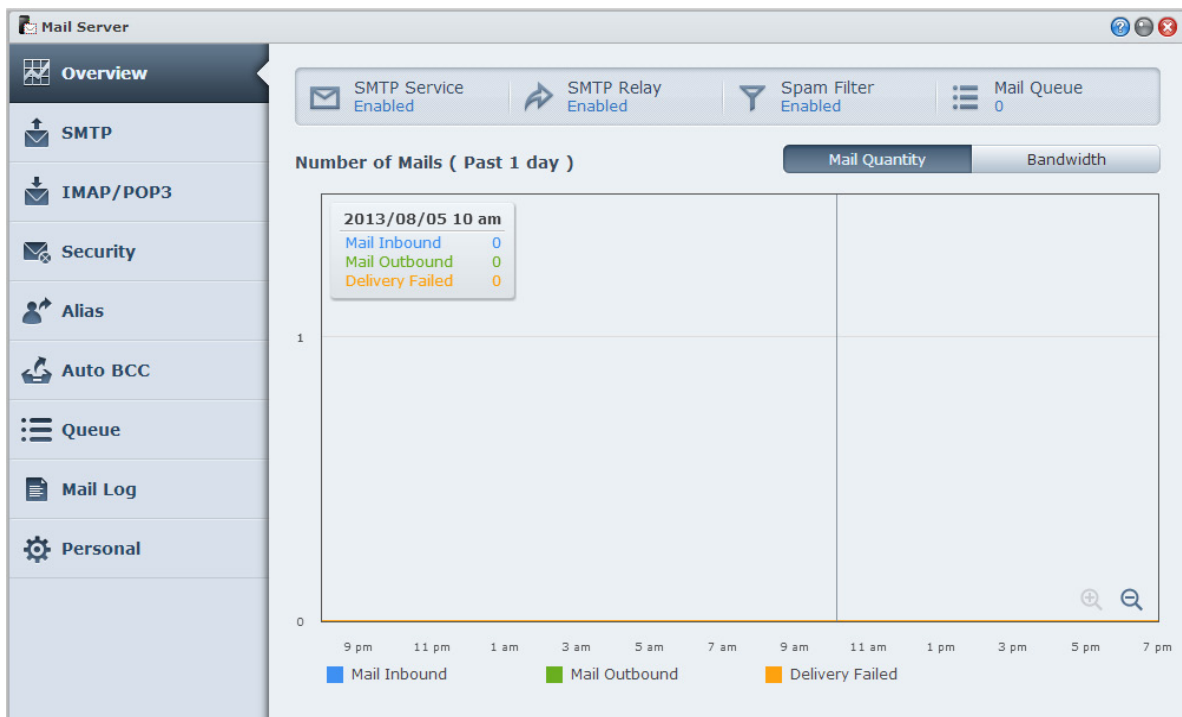 Mail Server
Overview
SMTP
IMAP/POP3
Security
Alias
Auto BCC
Queue
Mail Log
Personal
SMTP Service
Enabled
SMTP Relay
Enabled
Spam Filter
Enabled
Mail Queue
0
Number of Mails ( Past 1 day )
Mail Quantity
Bandwidth
2013/08/05 10 am
Mail Inbound 0
Mail Outbound 0
Delivery Failed 0
1
0
9 pm 11 pm 1 am 3 am 5 am 7 am 9 am 11 am 1 pm 3 pm 5 pm 7 pm
Mail Inbound Mail Outbound Delivery Failed